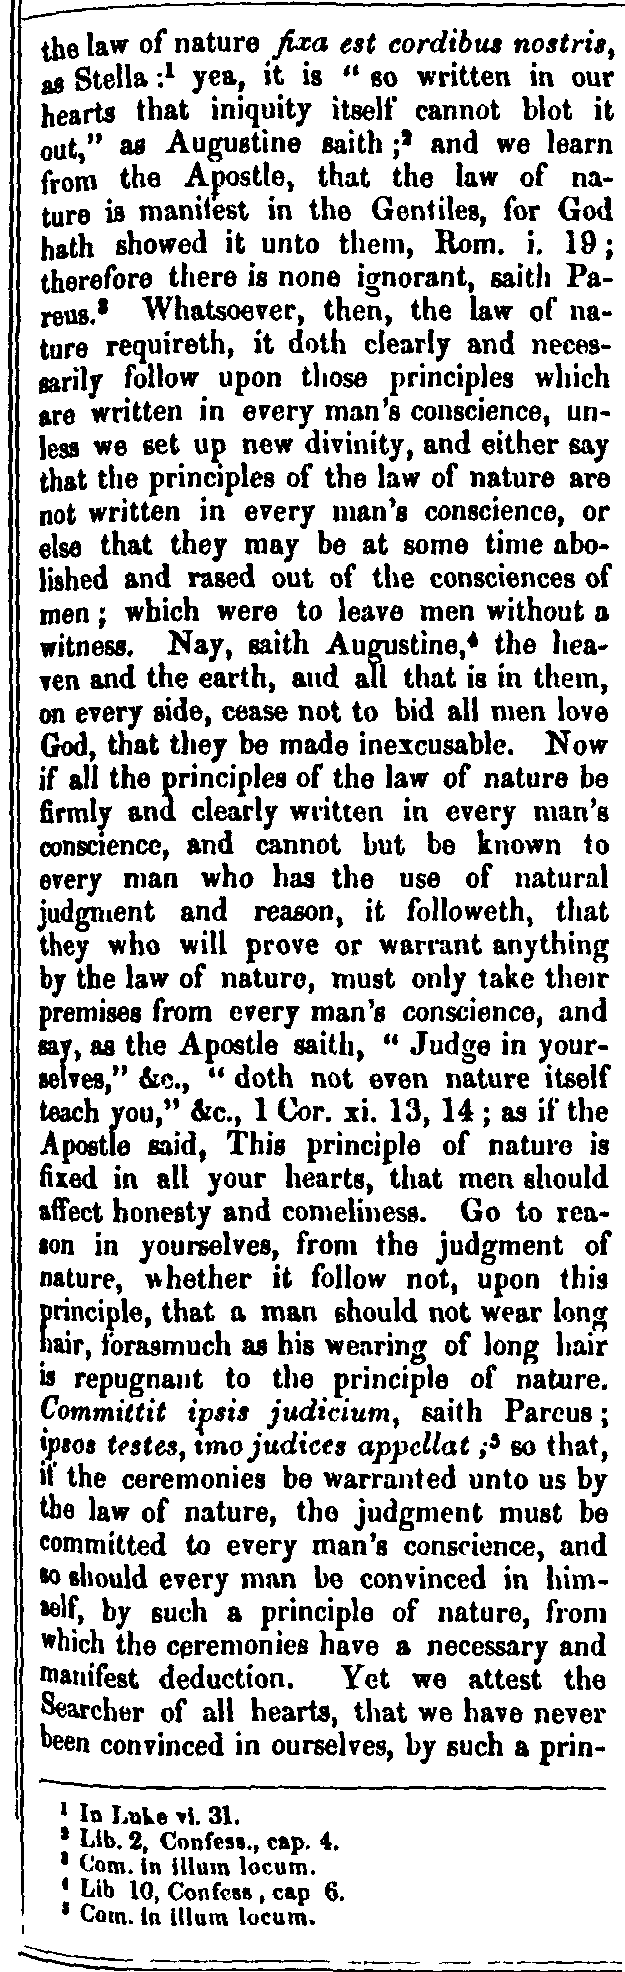 the law of nature fixa est cordibus nostris,
as Stella :¹ yea, it is " so written in our
hearts that iniquity itself cannot blot it
out," as Augustine saith ;² and we learn
from the Apostle, that the law of na-
ture is manifest in the Gentiles, for God
hath showed it unto them, Rom. i. 19 ;
therefore there is none ignorant, saith Pa-
reus.³ Whatsoever, then, the law of na-
ture requireth, it doth clearly and neces-
sarily follow upon those principles which
are written in every man's conscience, un-
less we set up new divinity, and either say
that the principles of the law of nature are
not written in every man's conscience, or
else that they may be at some time abo-
lished and rased out of the consciences of
men ; which were to leave men without a
witness. Nay, saith Augustine,⁴ the hea-
ven and the earth, and all that is in them,
on every side, cease not to bid all men love
God, that they be made inexcusable. Now
if all the principles of the law of nature be
firmly and clearly written in every man's
conscience, and cannot but be known to
every man who has the use of natural
judgment and reason, it followeth, that
they who will prove or warrant anything
by the law of nature, must only take their
premises from every man's conscience, and
say, as the Apostle saith, " Judge in your-
selves," &c., " doth not even nature itself
teach you," &c., 1 Cor. xi. 13, 14 ; as if the
Apostle said, This principle of nature is
fixed in all your hearts, that men should
affect honesty and comeliness. Go to rea-
son in yourselves, from the judgment of
nature, whether it follow not, upon this
principle, that a man should not wear long
hair, forasmuch as his wearing of long hair
is repugnant to the principle of nature.
Committit ipsis judicium, saith Pareus ;
ipsos testes, imo judices appellat ;⁵ so that,
if the ceremonies be warranted unto us by
the law of nature, the judgment must be
committed to every man's conscience, and
so should every man be convinced in him-
self, by such a principle of nature, from
which the ceremonies have a necessary and
manifest deduction. Yet we attest the
Searcher of all hearts, that we have never
been convinced in ourselves, by such a prin-
¹ In Luke vi. 31.
² Lib. 2, Confess., cap. 4.
³ Com. in illum locum.
⁴ Lib 10, Confess , cap 6.
⁵ Com. in illum locum.